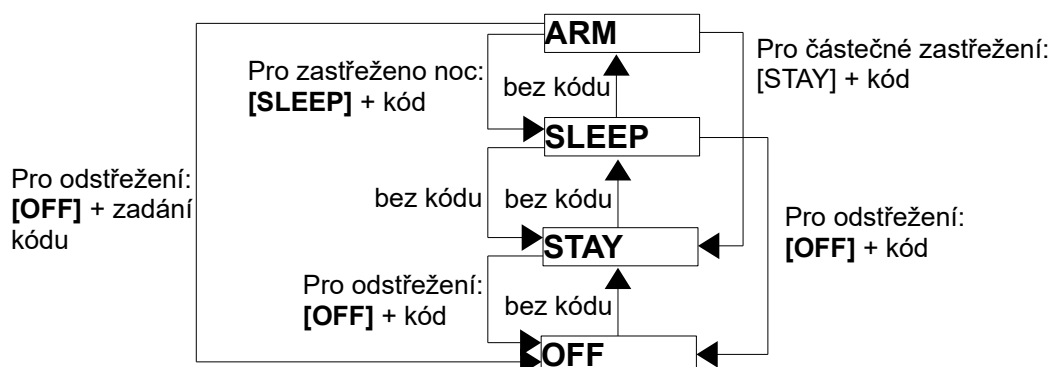 ARM
Pro zastřeženo noc:
[SLEEP] + kód
bez kódu
Pro částečné zastřežení:
[STAY] + kód
SLEEP
Pro odstřežení:
[OFF] + zadání
kódu
bez kódu
bez kódu
Pro odstřežení:
[OFF] + kód
STAY
Pro odstřežení:
[OFF] + kód
bez kódu
OFF